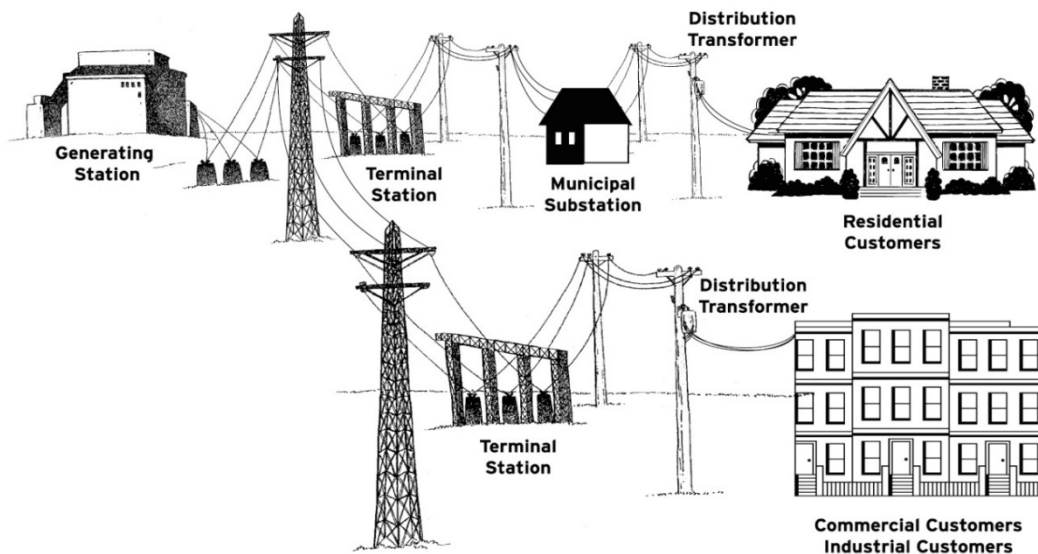 Distribution
Transformer
Generating
Station
Terminal
Station
Municipal
Substation
Residential
Customers
Distribution
Transformer
Terminal
Station
Commercial Customers
Industrial Customers